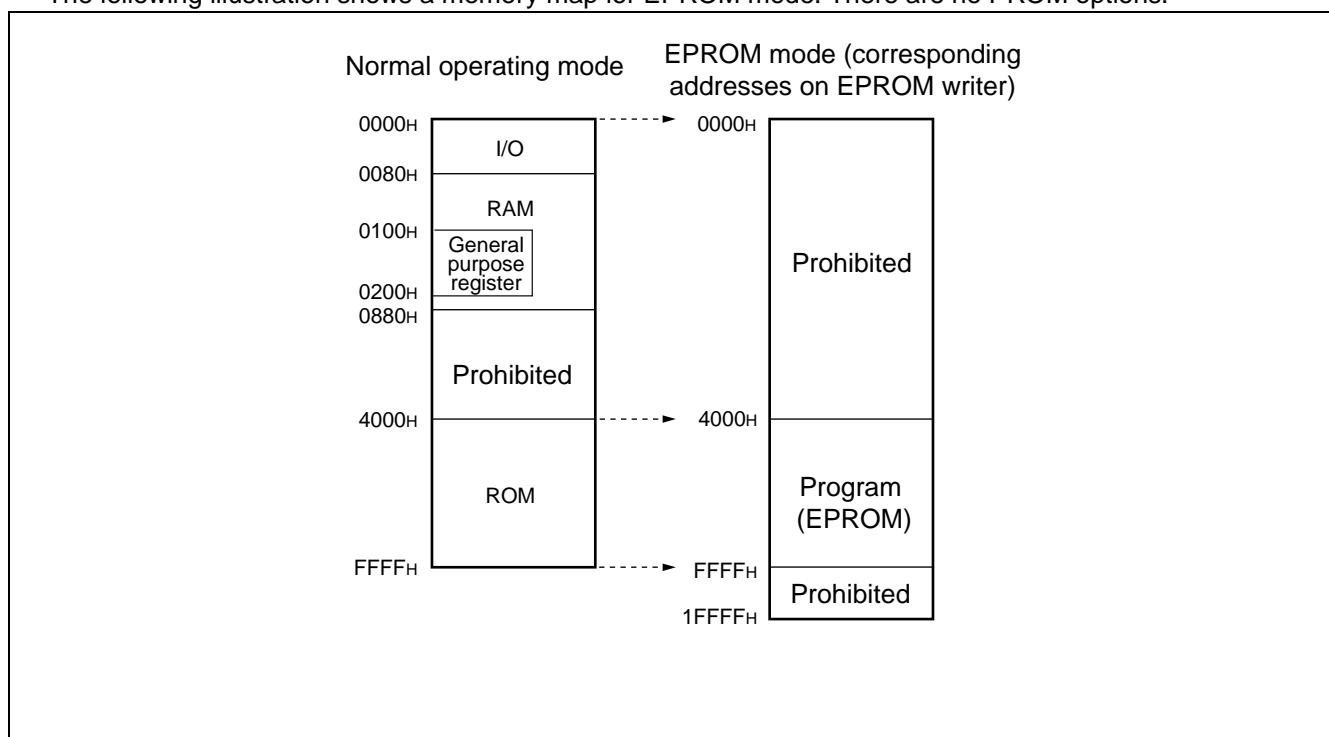 The following illustration shows a memory map for EPROM mode. There are no PROM options.
Normal operating mode
EPROM mode (corresponding
addresses on EPROM writer)
0000H
I/O
0080H
RAM
0100H
General
purpose
register
0200H
0880H
Prohibited
4000H
ROM
FFFFH
0000H
Prohibited
4000H
Program
(EPROM)
FFFFH
Prohibited
1FFFFH